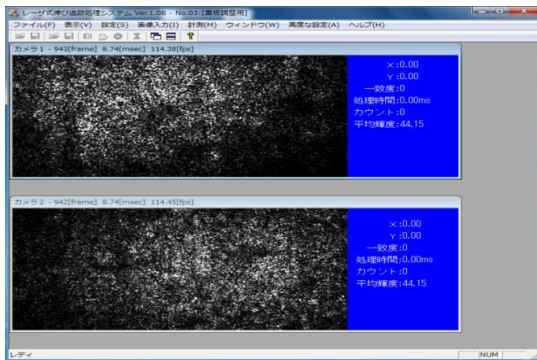 レーザ式伸び追跡処理システム Ver.1.08 - No.03 [黒板調整用]
ファイル(F) 表示(V) 設定(S) 画像入力(I) 計測(M) ウィンドウ(W) 高度な設定(A) ヘルプ(H)
カメラ1 - 943[frame] 8.74[msec] 114.38[fps]
X:0.00
Y:0.00
一致度:0
処理時間:0.00ms
カウント:0
平均輝度:44.15
カメラ2 - 942[frame] 8.74[msec] 114.45[fps]
X:0.00
Y:0.00
一致度:0
処理時間:0.00ms
カウント:0
平均輝度:44.15
レディ
NUM